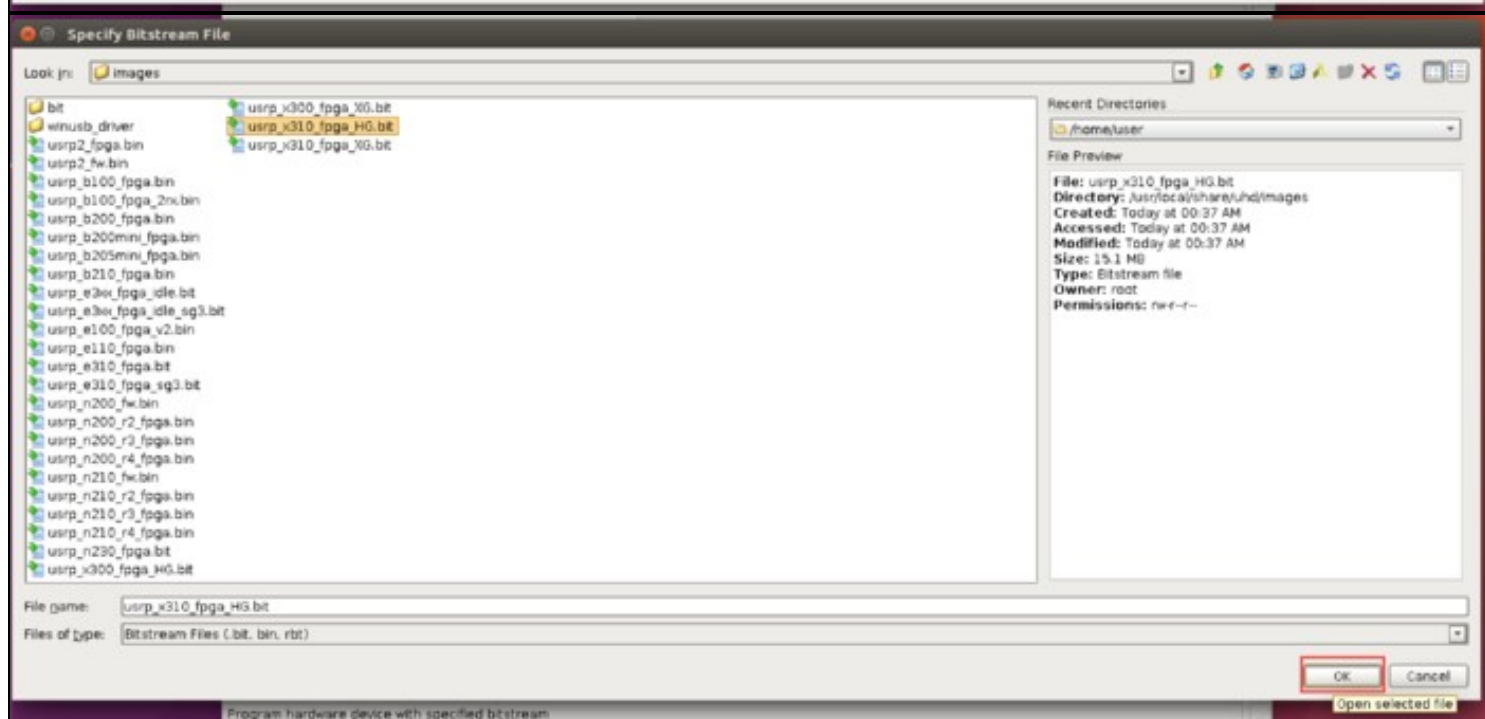 Specify Bitstream File
Look in: images
bit
winusb_driver
usrp2_fpga.bin
usrp2_fw.bin
usrp_b100_fpga.bin
usrp_b100_fpga_2rx.bin
usrp_b200_fpga.bin
usrp_b200mini_fpga.bin
usrp_b205mini_fpga.bin
usrp_b210_fpga.bin
usrp_e3xx_fpga_idle.bit
usrp_e3xx_fpga_idle_sg3.bit
usrp_e100_fpga_v2.bin
usrp_e110_fpga.bin
usrp_e310_fpga.bit
usrp_e310_fpga_sg3.bit
usrp_n200_fw.bin
usrp_n200_r2_fpga.bin
usrp_n200_r3_fpga.bin
usrp_n200_r4_fpga.bin
usrp_n210_fw.bin
usrp_n210_r2_fpga.bin
usrp_n210_r3_fpga.bin
usrp_n210_r4_fpga.bin
usrp_n230_fpga.bit
usrp_x300_fpga_HG.bit
usrp_x300_fpga_XG.bit
usrp_x310_fpga_HG.bit
usrp_x310_fpga_XG.bit
Recent Directories
/home/user
File Preview
File: usrp_x310_fpga_HG.bit
Directory: /usr/local/share/uhd/images
Created: Today at 00:37 AM
Accessed: Today at 00:37 AM
Modified: Today at 00:37 AM
Size: 15.1 MB
Type: Bitstream file
Owner: root
Permissions: rw-r--r--
File name: usrp_x310_fpga_HG.bit
Files of type: Bitstream Files (.bit, bin, rbt)
OK Cancel
Open selected file
Program hardware device with specified bitstream